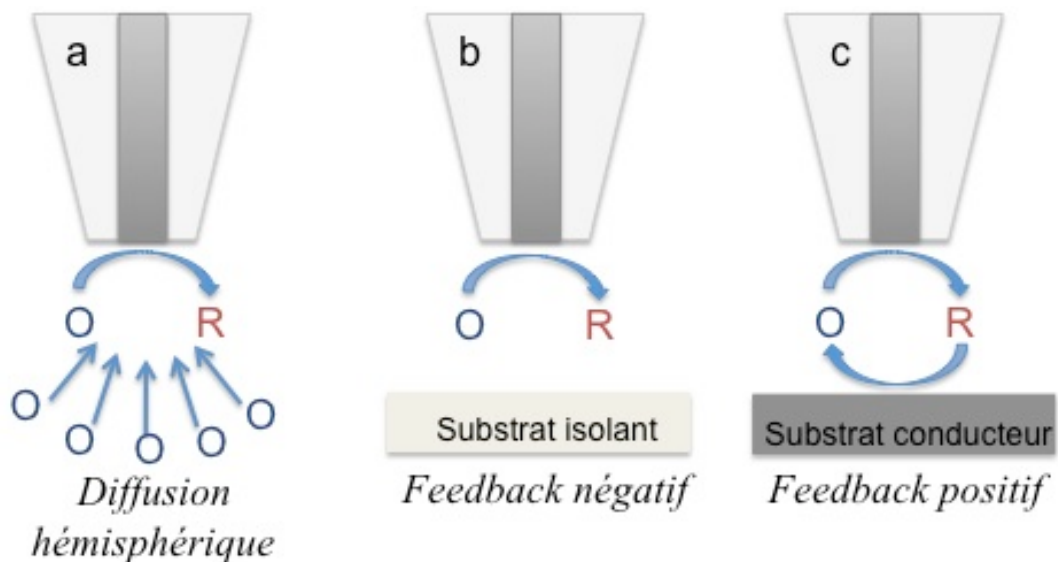 a
b
c
O R
O R
O R
O O O O O
Substrat isolant
Substrat conducteur
Diffusion
hémisphérique
Feedback négatif
Feedback positif